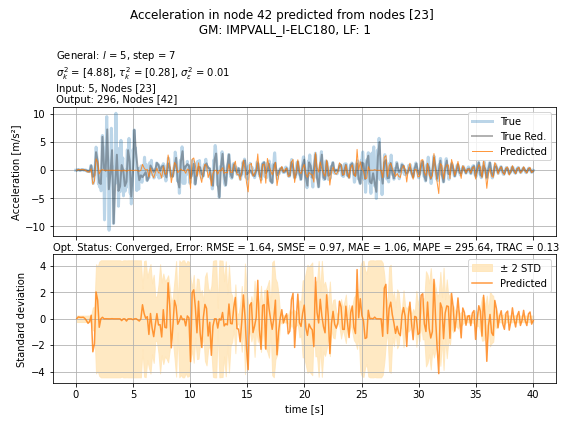 Acceleration in node 42 predicted from nodes [23]
GM: IMPVALL_I-ELC180, LF: 1
General: l = 5, step = 7
σ²ₖ = [4.88], τ²ₖ = [0.28], σ²ε = 0.01
Input: 5, Nodes [23]
Output: 296, Nodes [42]
Acceleration [m/s²]
10
5
0
−5
−10
True
True Red.
Predicted
Opt. Status: Converged, Error: RMSE = 1.64, SMSE = 0.97, MAE = 1.06, MAPE = 295.64, TRAC = 0.13
Standard deviation
4
2
0
−2
−4
± 2 STD
Predicted
0 5 10 15 20 25 30 35 40
time [s]